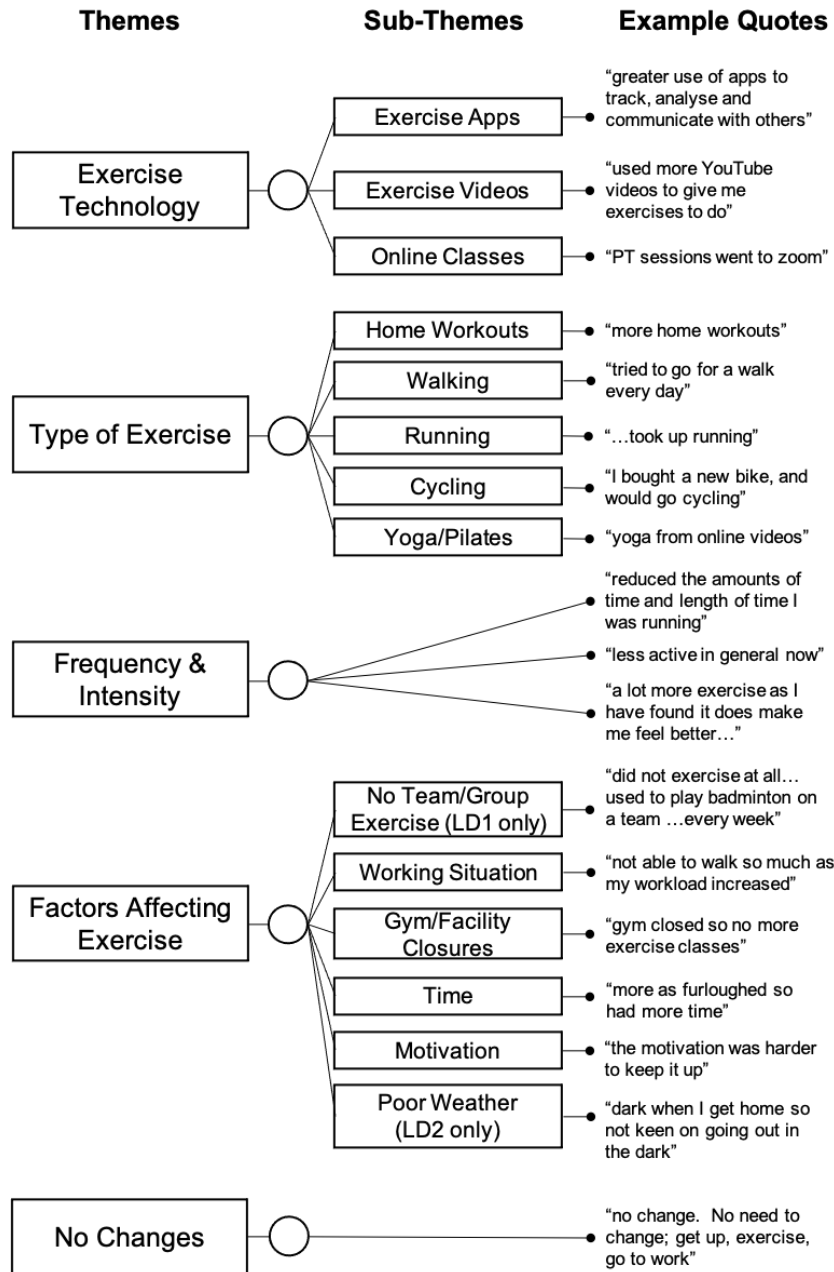 Themes Sub-Themes Example Quotes
Exercise
Technology
Exercise Apps
“greater use of apps to
track, analyse and
communicate with others”
Exercise Videos
“used more YouTube
videos to give me
exercises to do”
Online Classes
“PT sessions went to zoom”
Type of Exercise
Home Workouts
“more home workouts”
Walking
“tried to go for a walk
every day”
Running
“…took up running”
Cycling
“I bought a new bike, and
would go cycling”
Yoga/Pilates
“yoga from online videos”
Frequency &
Intensity
“reduced the amounts of
time and length of time I
was running”
“less active in general now”
“a lot more exercise as I
have found it does make
me feel better…”
Factors Affecting
Exercise
No Team/Group
Exercise (LD1 only)
“did not exercise at all…
used to play badminton on
a team …every week”
Working Situation
“not able to walk so much as
my workload increased”
Gym/Facility
Closures
“gym closed so no more
exercise classes”
Time
“more as furloughed so
had more time”
Motivation
“the motivation was harder
to keep it up”
Poor Weather
(LD2 only)
“dark when I get home so
not keen on going out in
the dark”
No Changes
“no change.  No need to
change; get up, exercise,
go to work”